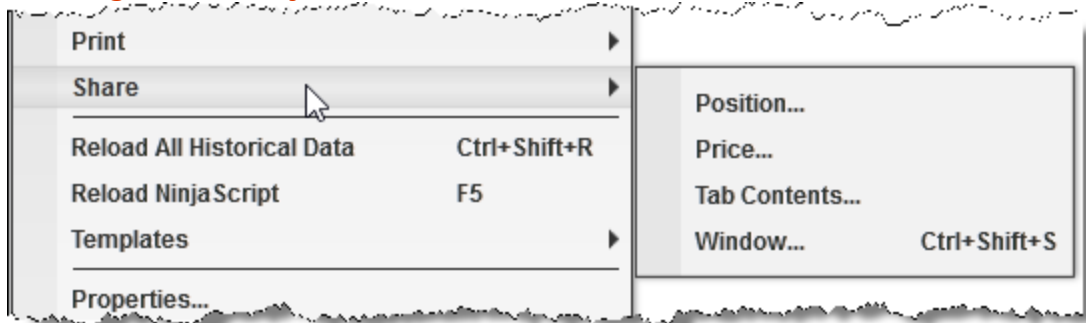 Print
Share
Reload All Historical Data Ctrl+Shift+R
Reload NinjaScript F5
Templates
Properties...
Position...
Price...
Tab Contents...
Window... Ctrl+Shift+S